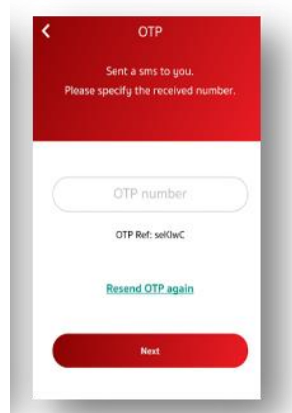 OTP
Sent a sms to you.
Please specify the received number.
OTP number
OTP Ref: seKlwC
Resend OTP again
Next